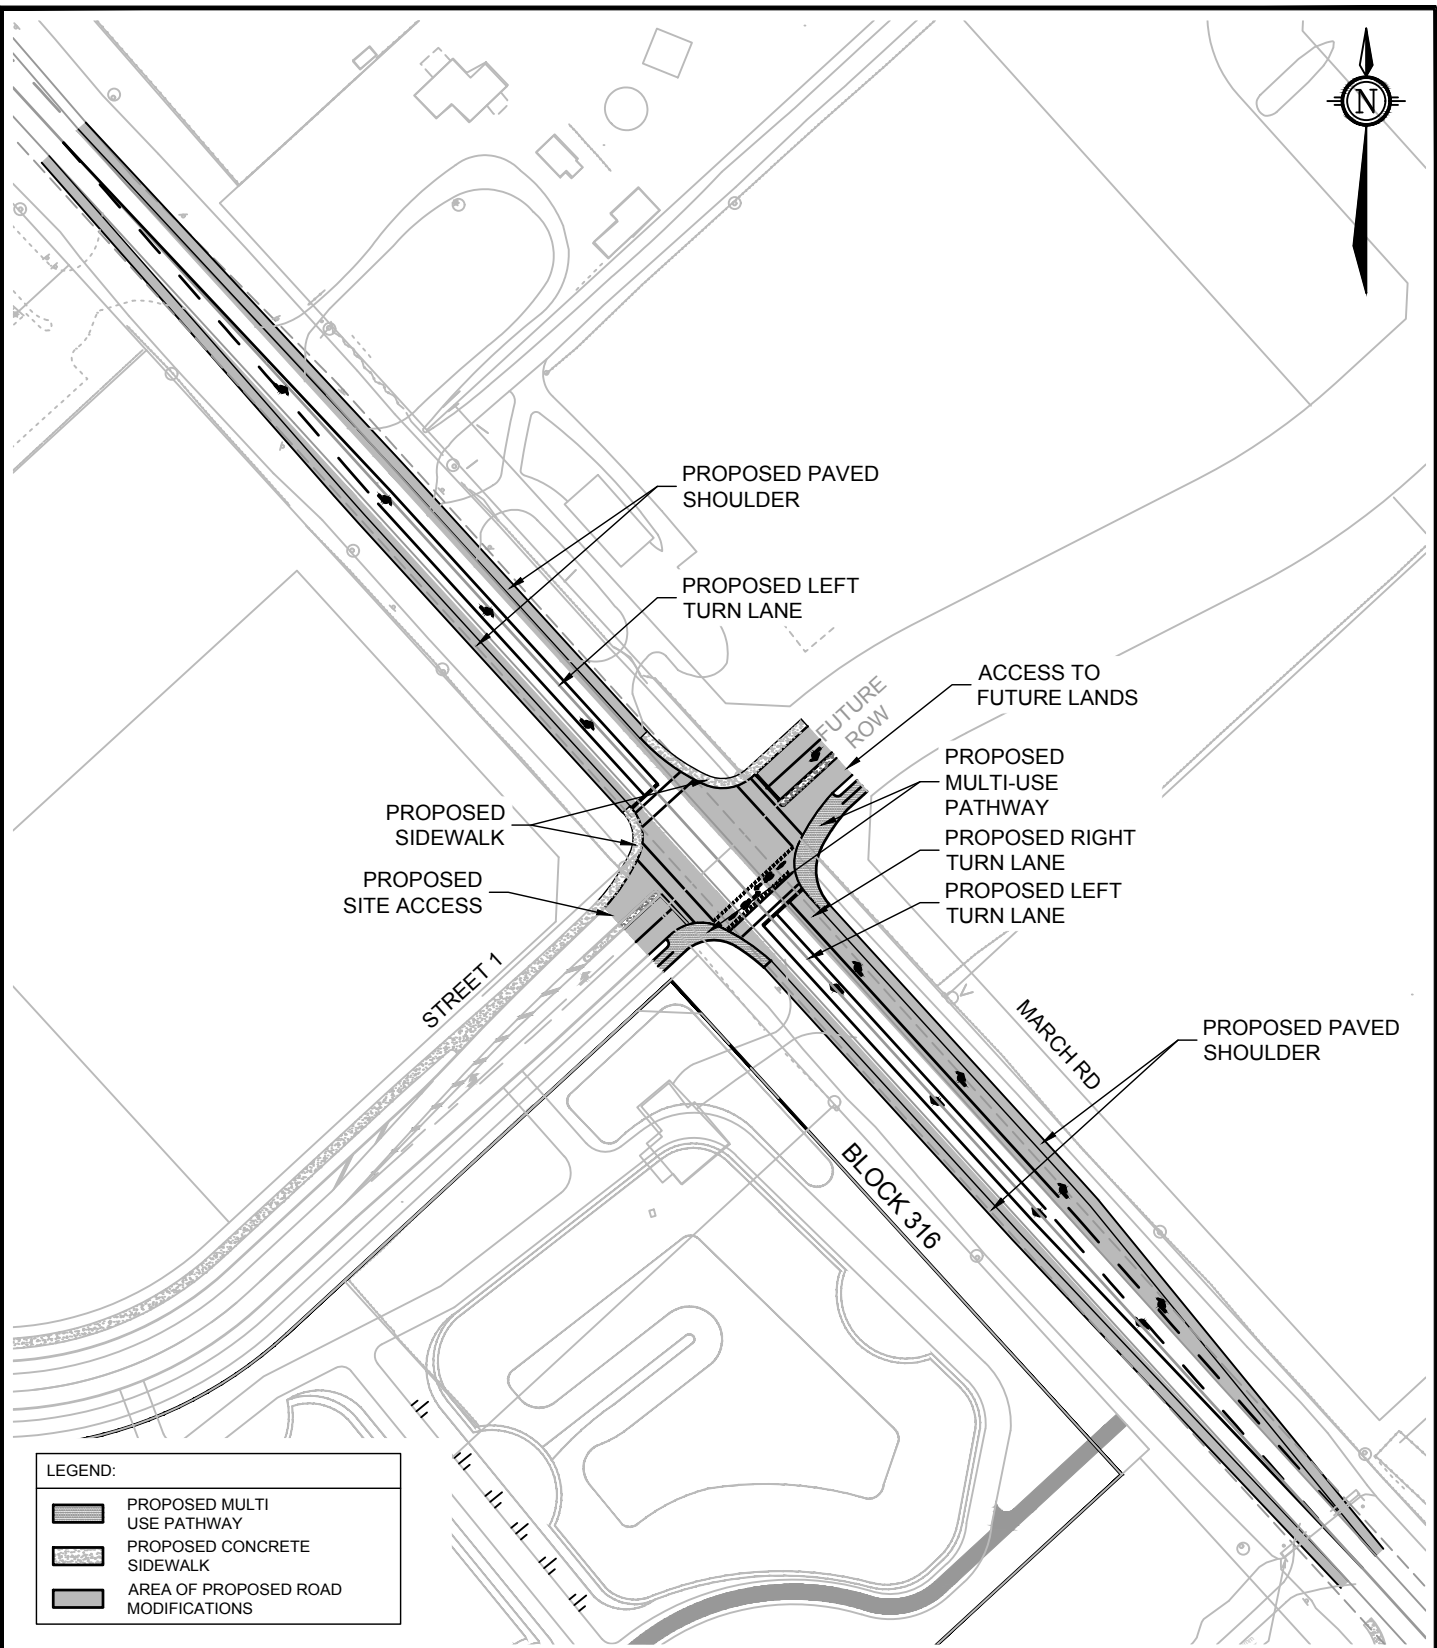 N
PROPOSED PAVED
SHOULDER
PROPOSED LEFT
TURN LANE
FUTURE
ROW
ACCESS TO
FUTURE LANDS
PROPOSED
MULTI-USE
PATHWAY
PROPOSED
SIDEWALK
PROPOSED RIGHT
TURN LANE
PROPOSED
SITE ACCESS
PROPOSED LEFT
TURN LANE
STREET 1
MARCH RD
PROPOSED PAVED
SHOULDER
BLOCK 316
LEGEND:
PROPOSED MULTI
USE PATHWAY
PROPOSED CONCRETE
SIDEWALK
AREA OF PROPOSED ROAD
MODIFICATIONS